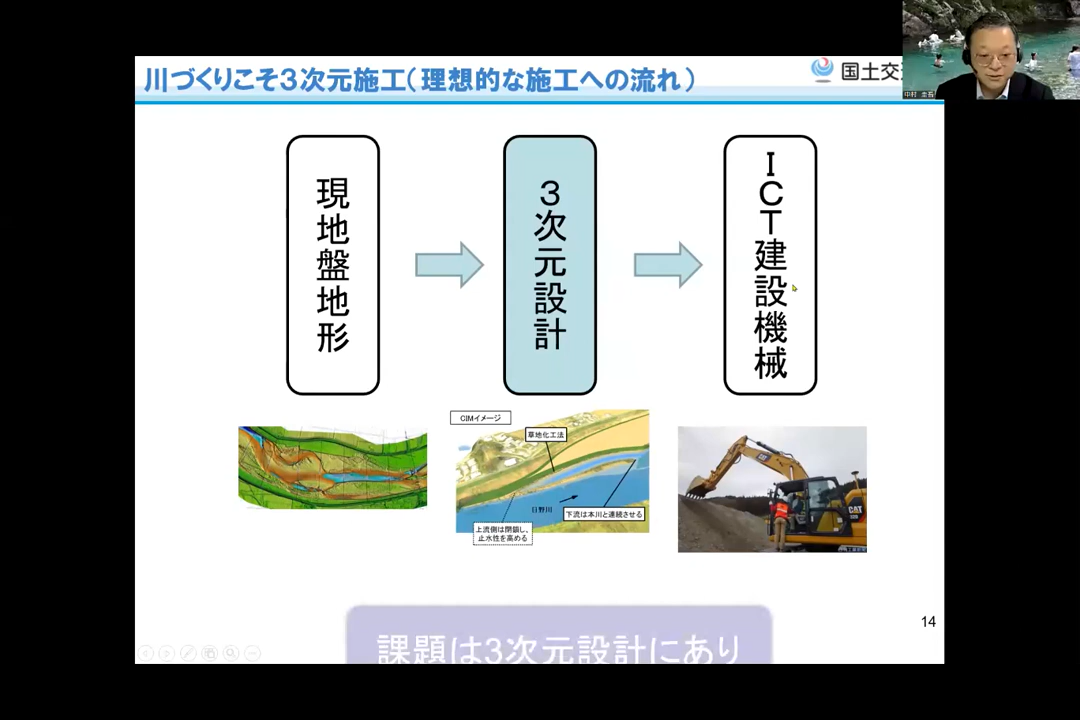 川づくりこそ３次元施工（理想的な施工への流れ）
国土交
現地盤地形
３次元設計
ＩＣＴ建設機械
CIMイメージ
草地化工法
日野川
下流は本川と連続させる
上流側は閉鎖し、
止水性を高める
CAT
CAT
課題は3次元設計にあり
14